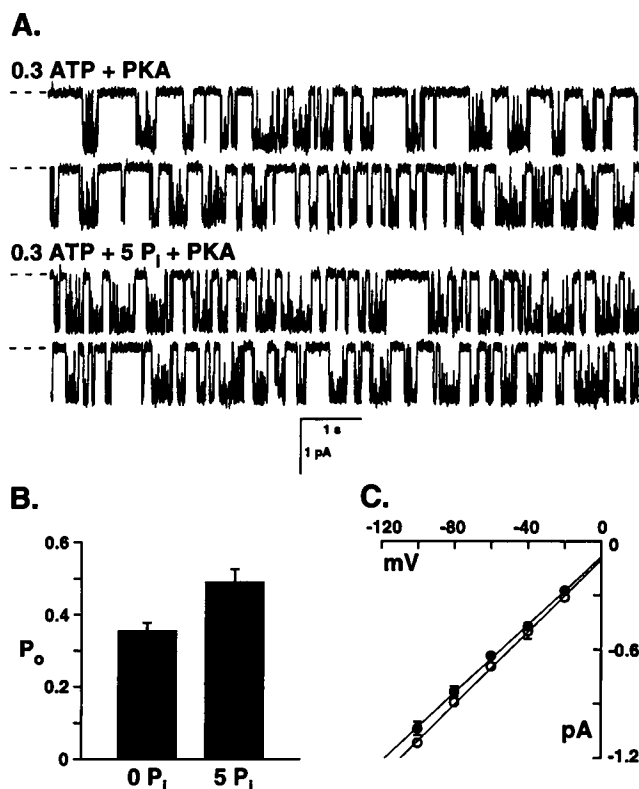 A.
0.3 ATP + PKA
0.3 ATP + 5 Pi + PKA
1 s
1 pA
B.
0.6
0.4
Po
0.2
0
0 Pi
5 Pi
C.
-120
-80
-40
0
mV
0
-0.6
pA
-1.2